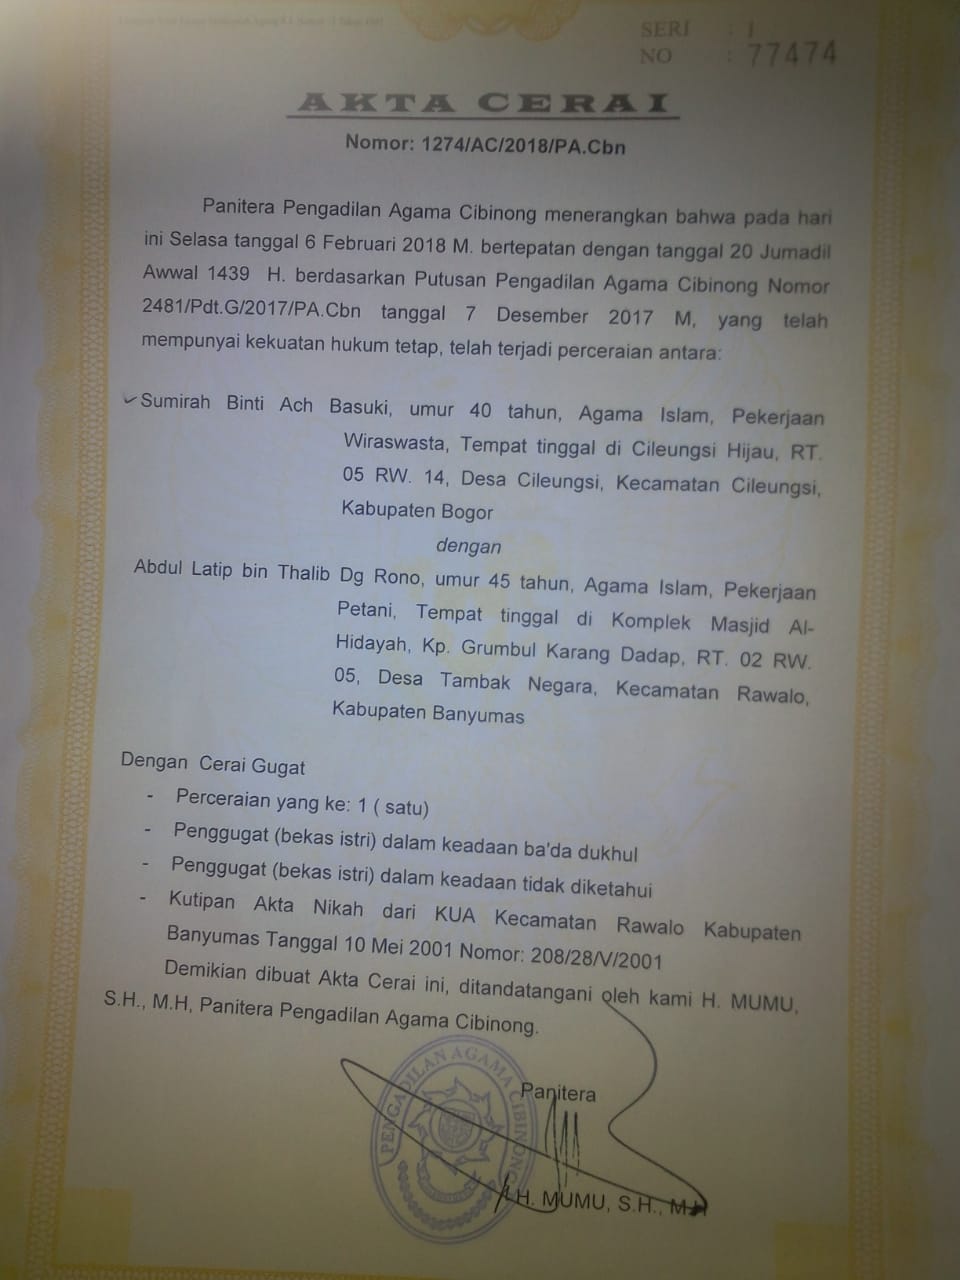 SERI : I
NO : 77474
AKTA CERAI
Nomor: 1274/AC/2018/PA.Cbn
Panitera Pengadilan Agama Cibinong menerangkan bahwa pada hari
ini Selasa tanggal 6 Februari 2018 M. bertepatan dengan tanggal 20 Jumadil
Awwal 1439 H. berdasarkan Putusan Pengadilan Agama Cibinong Nomor
2481/Pdt.G/2017/PA.Cbn tanggal 7 Desember 2017 M, yang telah
mempunyai kekuatan hukum tetap, telah terjadi perceraian antara:
Sumirah Binti Ach Basuki, umur 40 tahun, Agama Islam, Pekerjaan
Wiraswasta, Tempat tinggal di Cileungsi Hijau, RT.
05 RW. 14, Desa Cileungsi, Kecamatan Cileungsi,
Kabupaten Bogor
dengan
Abdul Latip bin Thalib Dg Rono, umur 45 tahun, Agama Islam, Pekerjaan
Petani, Tempat tinggal di Komplek Masjid Al-
Hidayah, Kp. Grumbul Karang Dadap, RT. 02 RW.
05, Desa Tambak Negara, Kecamatan Rawalo,
Kabupaten Banyumas
Dengan Cerai Gugat
- Perceraian yang ke: 1 ( satu)
- Penggugat (bekas istri) dalam keadaan ba'da dukhul
- Penggugat (bekas istri) dalam keadaan tidak diketahui
- Kutipan Akta Nikah dari KUA Kecamatan Rawalo Kabupaten
Banyumas Tanggal 10 Mei 2001 Nomor: 208/28/V/2001
Demikian dibuat Akta Cerai ini, ditandatangani oleh kami H. MUMU,
S.H., M.H, Panitera Pengadilan Agama Cibinong.
PENGADILAN AGAMA CIBINONG
Panitera
H. MUMU, S.H., M.H